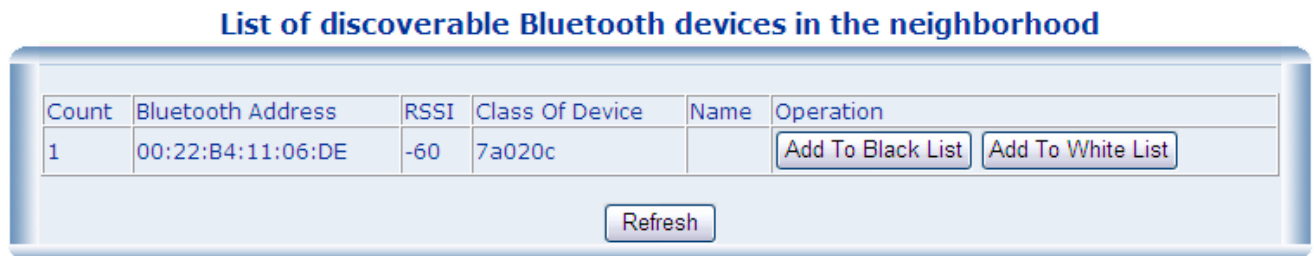 List of discoverable Bluetooth devices in the neighborhood
Count Bluetooth Address RSSI Class Of Device Name Operation
1 00:22:B4:11:06:DE -60 7a020c Add To Black List Add To White List
Refresh